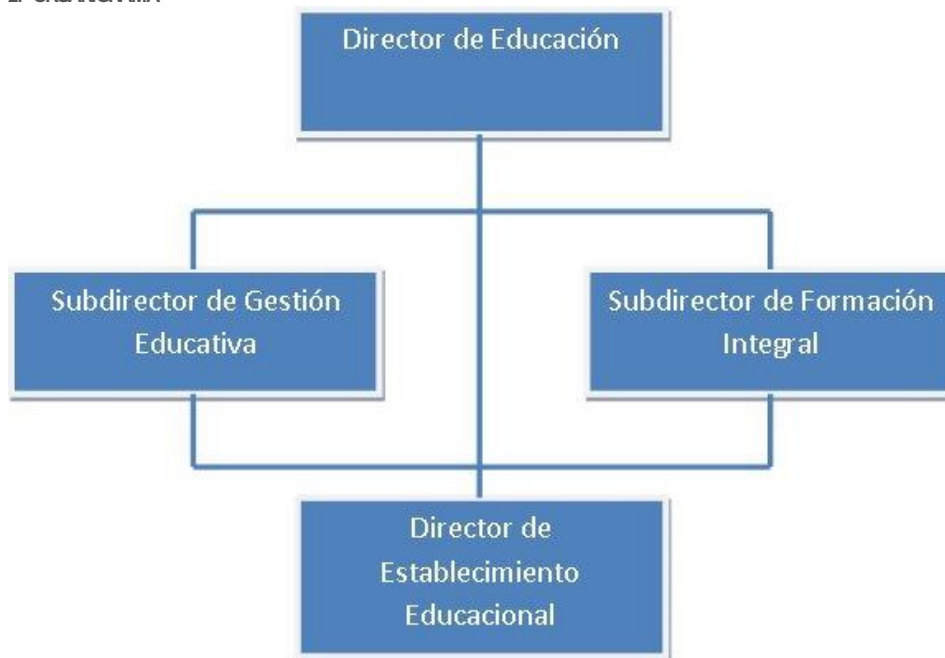 Director de Educación
Subdirector de Gestión
Educativa
Subdirector de Formación
Integral
Director de
Establecimiento
Educacional